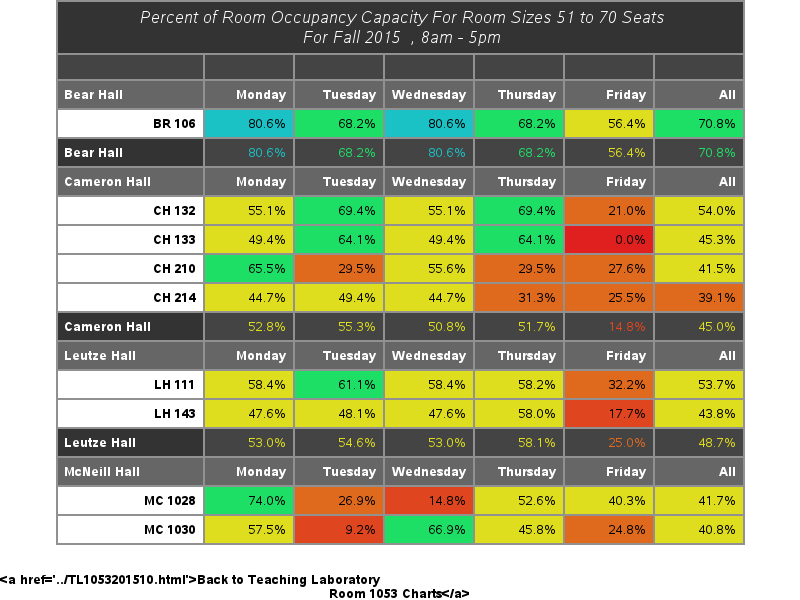 Percent of Room Occupancy Capacity For Room Sizes 51 to 70 Seats
For Fall 2015 , 8am - 5pm
Bear Hall Monday Tuesday Wednesday Thursday Friday All
BR 106 80.6% 68.2% 80.6% 68.2% 56.4% 70.8%
Bear Hall 80.6% 68.2% 80.6% 68.2% 56.4% 70.8%
Cameron Hall Monday Tuesday Wednesday Thursday Friday All
CH 132 55.1% 69.4% 55.1% 69.4% 21.0% 54.0%
CH 133 49.4% 64.1% 49.4% 64.1% 0.0% 45.3%
CH 210 65.5% 29.5% 55.6% 29.5% 27.6% 41.5%
CH 214 44.7% 49.4% 44.7% 31.3% 25.5% 39.1%
Cameron Hall 52.8% 55.3% 50.8% 51.7% 14.8% 45.0%
Leutze Hall Monday Tuesday Wednesday Thursday Friday All
LH 111 58.4% 61.1% 58.4% 58.2% 32.2% 53.7%
LH 143 47.6% 48.1% 47.6% 58.0% 17.7% 43.8%
Leutze Hall 53.0% 54.6% 53.0% 58.1% 25.0% 48.7%
McNeill Hall Monday Tuesday Wednesday Thursday Friday All
MC 1028 74.0% 26.9% 14.8% 52.6% 40.3% 41.7%
MC 1030 57.5% 9.2% 66.9% 45.8% 24.8% 40.8%
<a href='../TL1053201510.html'>Back to Teaching Laboratory
Room 1053 Charts</a>